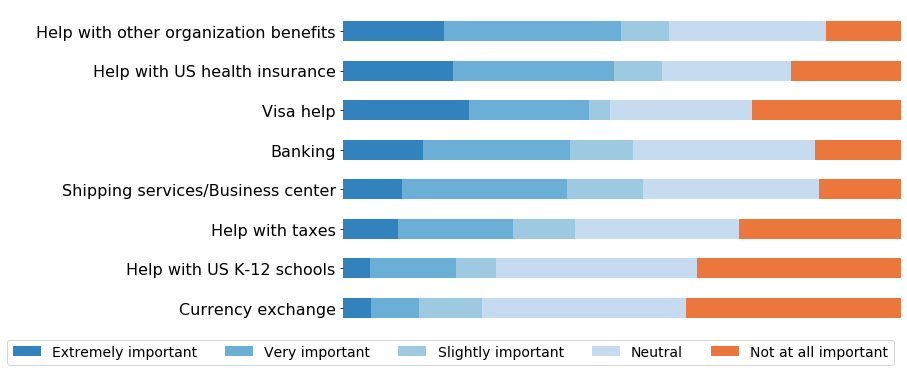 Help with other organization benefits
Help with US health insurance
Visa help
Banking
Shipping services/Business center
Help with taxes
Help with US K-12 schools
Currency exchange
Extremely important Very important Slightly important Neutral Not at all important